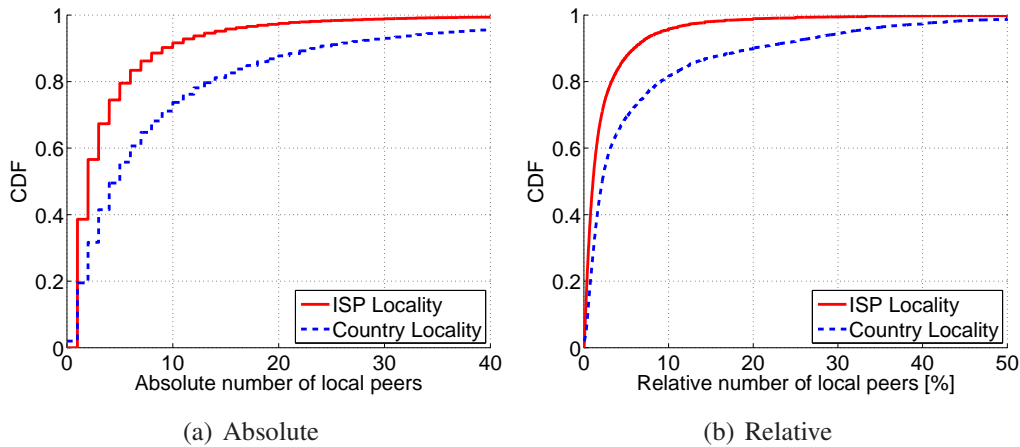 1
0.8
0.6
0.4
0.2
0
CDF
0 10 20 30 40
Absolute number of local peers
ISP Locality
Country Locality
(a) Absolute
1
0.8
0.6
0.4
0.2
0
CDF
0 10 20 30 40 50
Relative number of local peers [%]
ISP Locality
Country Locality
(b) Relative